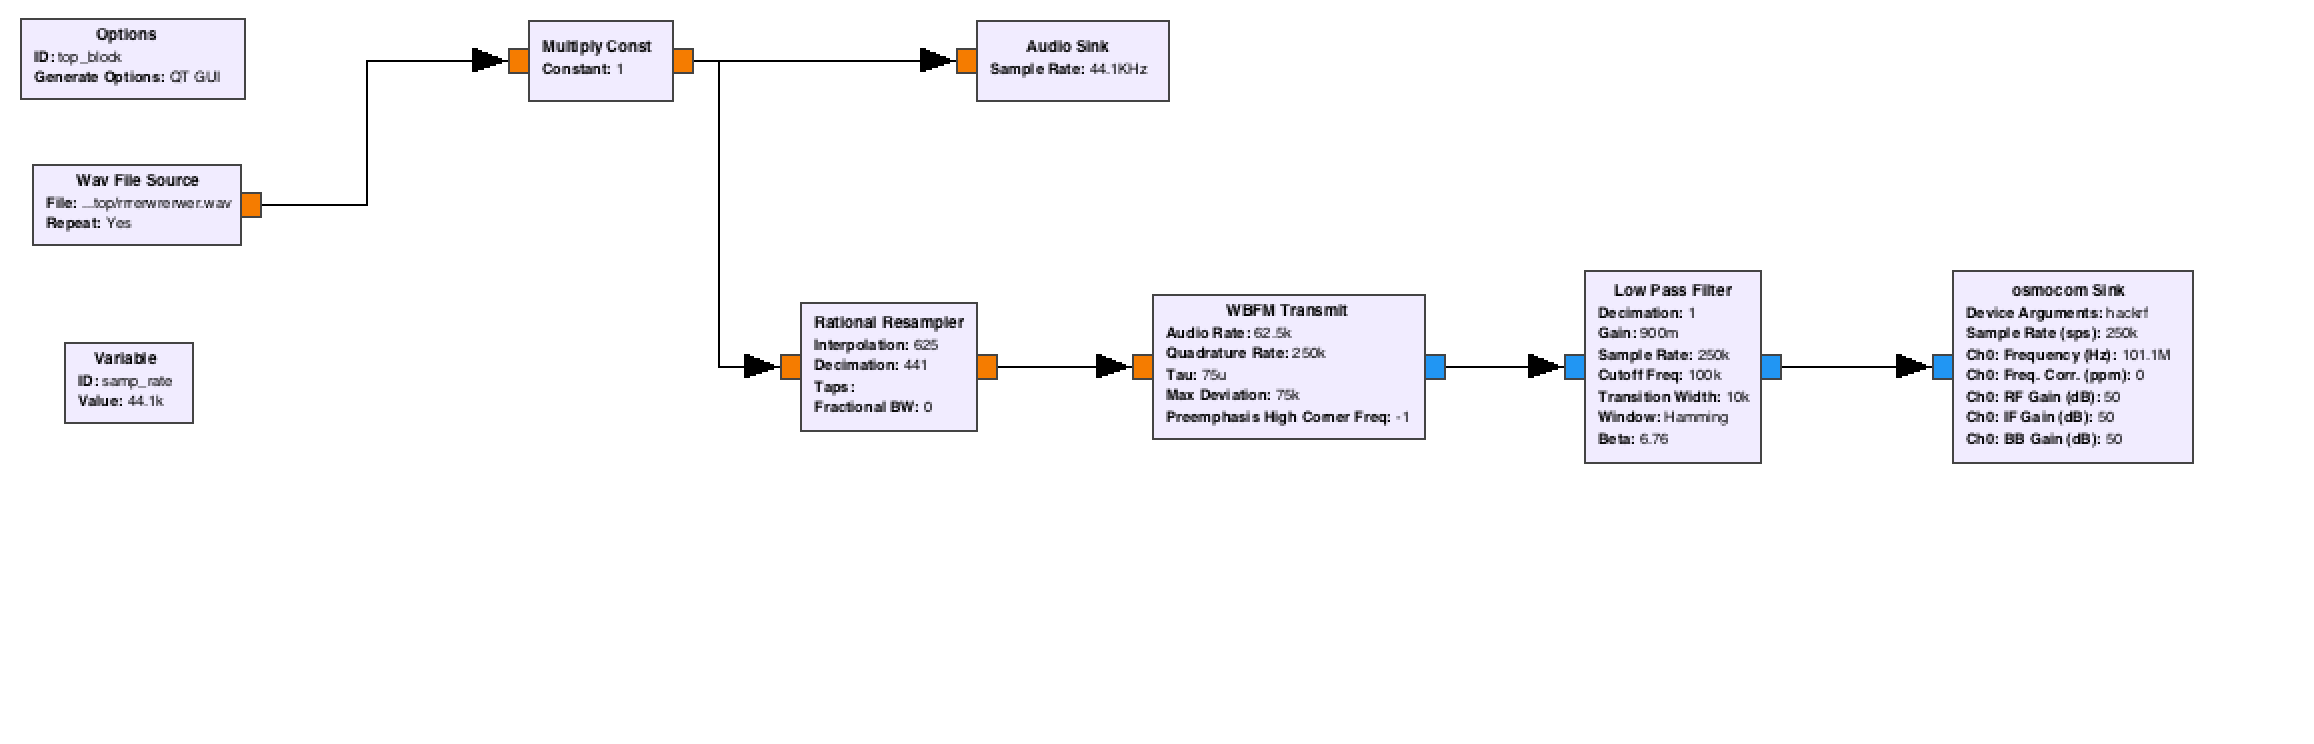 Options
ID: top_block
Generate Options: QT GUI
Multiply Const
Constant: 1
Audio Sink
Sample Rate: 44.1KHz
Wav File Source
File: ...top/rrrerwrerwer.wav
Repeat: Yes
Variable
ID: samp_rate
Value: 44.1k
Rational Resampler
Interpolation: 625
Decimation: 441
Taps:
Fractional BW: 0
WBFM Transmit
Audio Rate: 62.5k
Quadrature Rate: 250k
Tau: 75u
Max Deviation: 75k
Preemphasis High Corner Freq: -1
Low Pass Filter
Decimation: 1
Gain: 900m
Sample Rate: 250k
Cutoff Freq: 100k
Transition Width: 10k
Window: Hamming
Beta: 6.76
osmocom Sink
Device Arguments: hackrf
Sample Rate (sps): 250k
Ch0: Frequency (Hz): 101.1M
Ch0: Freq. Corr. (ppm): 0
Ch0: RF Gain (dB): 50
Ch0: IF Gain (dB): 50
Ch0: BB Gain (dB): 50